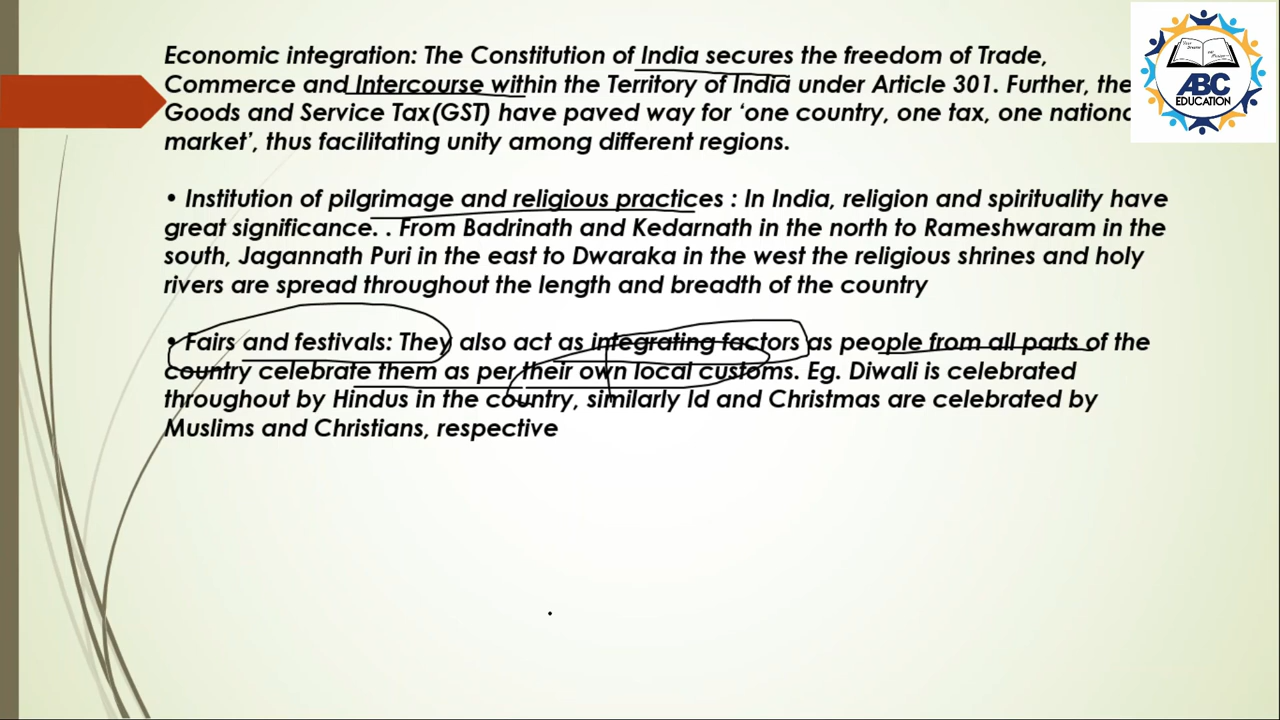 Economic integration: The Constitution of India secures the freedom of Trade,
Commerce and Intercourse within the Territory of India under Article 301. Further, the
Goods and Service Tax(GST) have paved way for ‘one country, one tax, one nationa
market’, thus facilitating unity among different regions.
• Institution of pilgrimage and religious practices : In India, religion and spirituality have
great significance. . From Badrinath and Kedarnath in the north to Rameshwaram in the
south, Jagannath Puri in the east to Dwaraka in the west the religious shrines and holy
rivers are spread throughout the length and breadth of the country
• Fairs and festivals: They also act as integrating factors as people from all parts of the
country celebrate them as per their own local customs. Eg. Diwali is celebrated
throughout by Hindus in the country, similarly Id and Christmas are celebrated by
Muslims and Christians, respective
ABC
EDUCATION